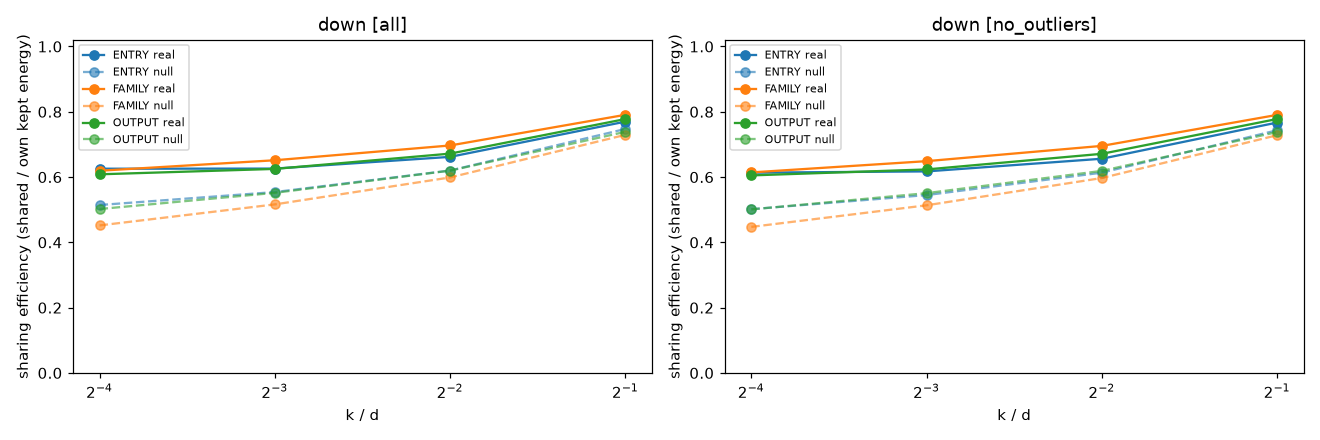 down [all]
sharing efficiency (shared / own kept energy)
1.0
0.8
0.6
0.4
0.2
0.0
ENTRY real
ENTRY null
FAMILY real
FAMILY null
OUTPUT real
OUTPUT null
2⁻⁴ 2⁻³ 2⁻² 2⁻¹
k / d
down [no_outliers]
sharing efficiency (shared / own kept energy)
1.0
0.8
0.6
0.4
0.2
0.0
ENTRY real
ENTRY null
FAMILY real
FAMILY null
OUTPUT real
OUTPUT null
2⁻⁴ 2⁻³ 2⁻² 2⁻¹
k / d